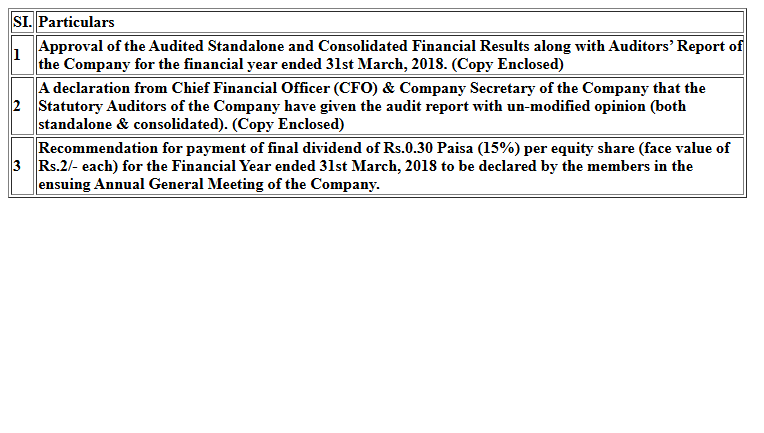 SI. Particulars
1 Approval of the Audited Standalone and Consolidated Financial Results along with Auditors’ Report of
the Company for the financial year ended 31st March, 2018. (Copy Enclosed)
A declaration from Chief Financial Officer (CFO) & Company Secretary of the Company that the
2 Statutory Auditors of the Company have given the audit report with un-modified opinion (both
standalone & consolidated). (Copy Enclosed)
Recommendation for payment of final dividend of Rs.0.30 Paisa (15%) per equity share (face value of
3 Rs.2/- each) for the Financial Year ended 31st March, 2018 to be declared by the members in the
ensuing Annual General Meeting of the Company.